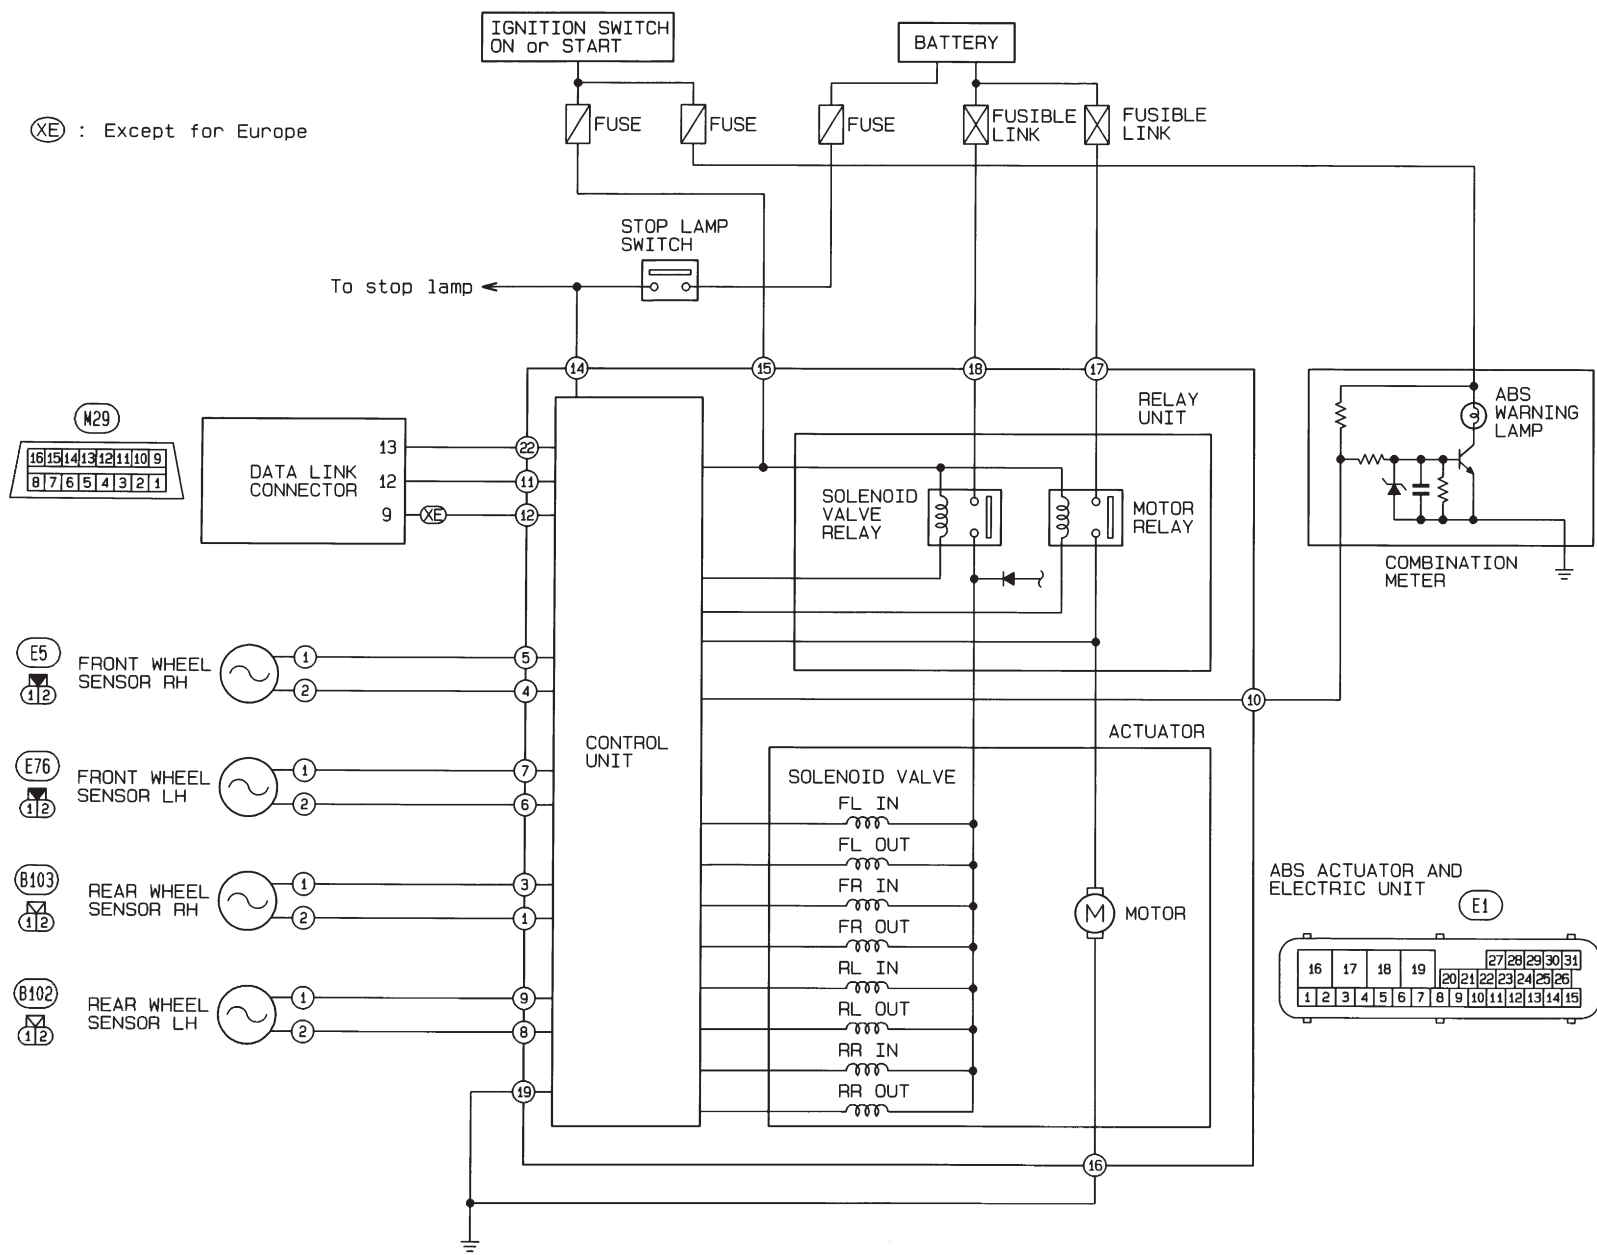 IGNITION SWITCH
ON or START
BATTERY
XE : Except for Europe
FUSE
FUSE
FUSE
FUSIBLE
LINK
FUSIBLE
LINK
STOP LAMP
SWITCH
To stop lamp
14
15
18
17
M29
16 15 14 13 12 11 10 9
8 7 6 5 4 3 2 1
DATA LINK
CONNECTOR
13
12
9
XE
22
11
12
RELAY
UNIT
SOLENOID
VALVE
RELAY
MOTOR
RELAY
ABS
WARNING
LAMP
COMBINATION
METER
E5
1 2
FRONT WHEEL
SENSOR RH
1
2
5
4
10
E76
1 2
FRONT WHEEL
SENSOR LH
1
2
7
6
CONTROL
UNIT
ACTUATOR
SOLENOID VALVE
FL IN
FL OUT
FR IN
FR OUT
RL IN
RL OUT
RR IN
RR OUT
M
MOTOR
B103
1 2
REAR WHEEL
SENSOR RH
1
2
3
1
B102
1 2
REAR WHEEL
SENSOR LH
1
2
9
8
19
16
ABS ACTUATOR AND
ELECTRIC UNIT
E1
16 17 18 19
27 28 29 30 31
20 21 22 23 24 25 26
1 2 3 4 5 6 7 8 9 10 11 12 13 14 15